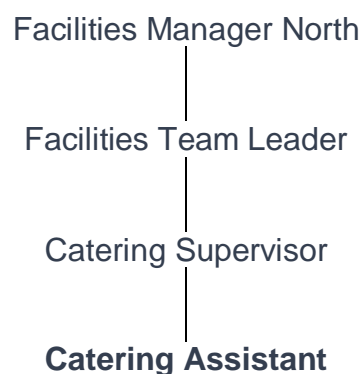 Facilities Manager North
Facilities Team Leader
Catering Supervisor
Catering Assistant